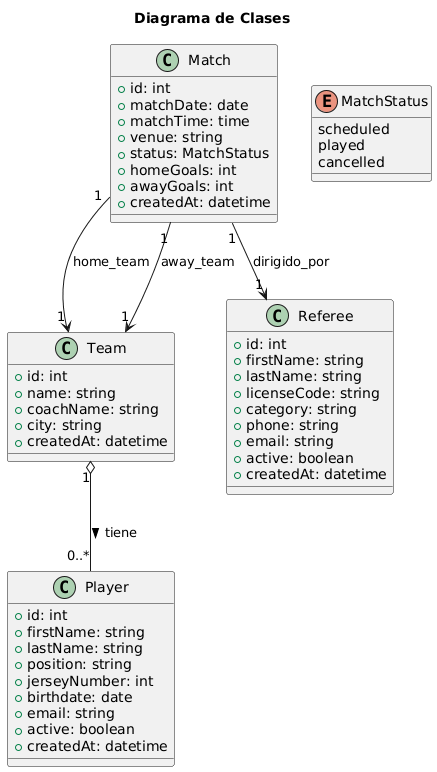 Diagrama de Clases
C Match
id: int
matchDate: date
matchTime: time
venue: string
status: MatchStatus
homeGoals: int
awayGoals: int
createdAt: datetime
E MatchStatus
scheduled
played
cancelled
1
1
1
home_team
away_team
dirigido_por
1
1
1
C Team
id: int
name: string
coachName: string
city: string
createdAt: datetime
C Referee
id: int
firstName: string
lastName: string
licenseCode: string
category: string
phone: string
email: string
active: boolean
createdAt: datetime
1
tiene
0..*
C Player
id: int
firstName: string
lastName: string
position: string
jerseyNumber: int
birthdate: date
email: string
active: boolean
createdAt: datetime